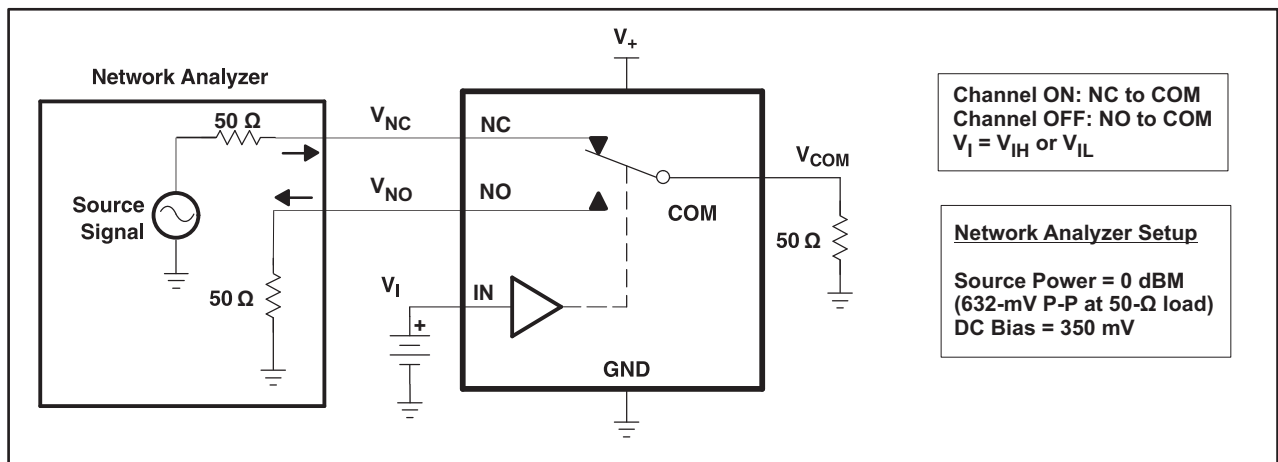 V+
Network Analyzer
50 Ω
VNC
NC
Channel ON: NC to COM
Channel OFF: NO to COM
VI = VIH or VIL
VCOM
VNO
NO
COM
Source
Signal
50 Ω
Network Analyzer Setup
50 Ω
VI
IN
Source Power = 0 dBM
(632-mV P-P at 50-Ω load)
DC Bias = 350 mV
+
GND